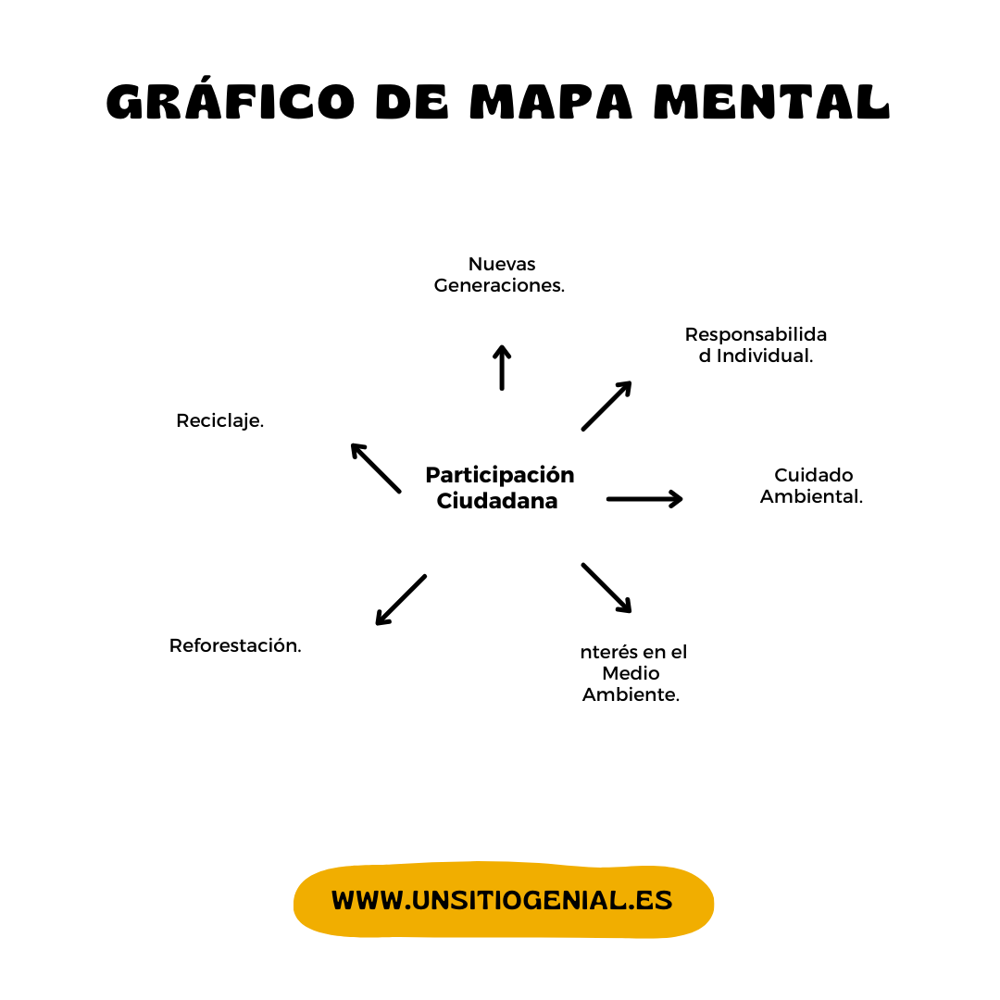 GRÁFICO DE MAPA MENTAL
Nuevas
Generaciones.
Responsabilida
d Individual.
Reciclaje.
Participación
Ciudadana
Cuidado
Ambiental.
Reforestación.
nterés en el
Medio
Ambiente.
WWW.UNSITIOGENIAL.ES